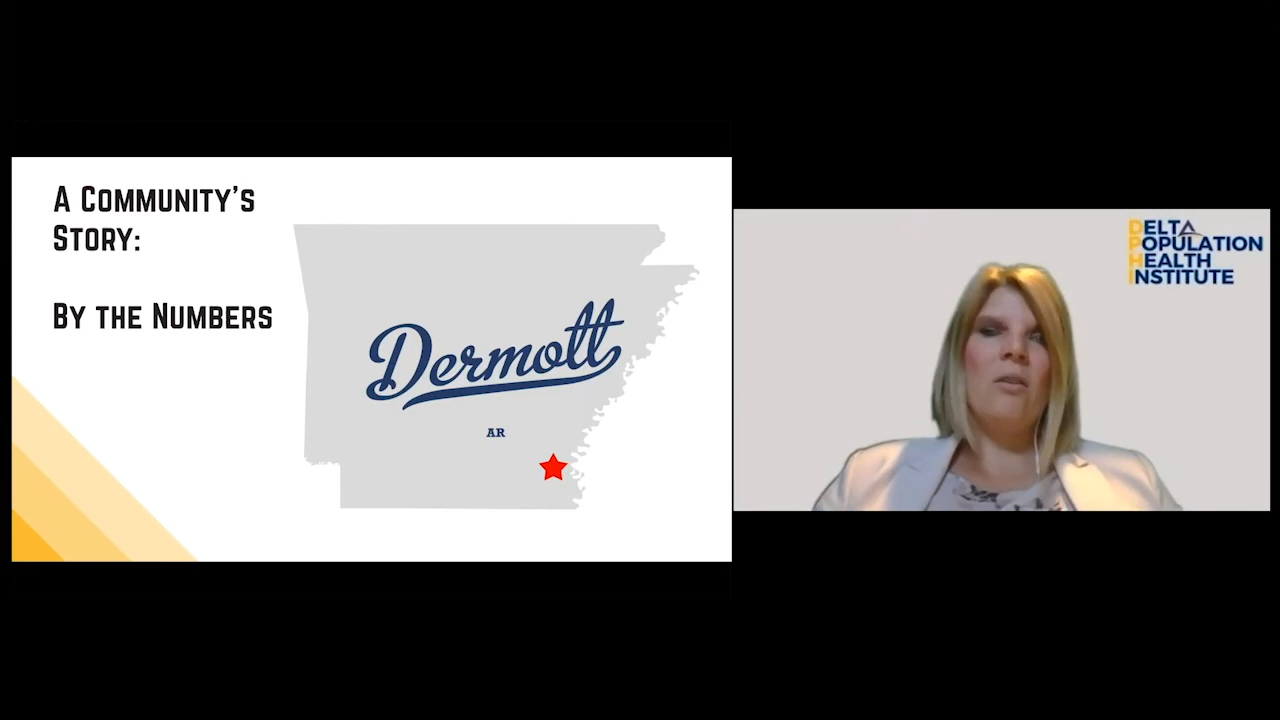 A Community's
Story:
By the Numbers
Dermott
AR
DELTA
POPULATION
HEALTH
INSTITUTE